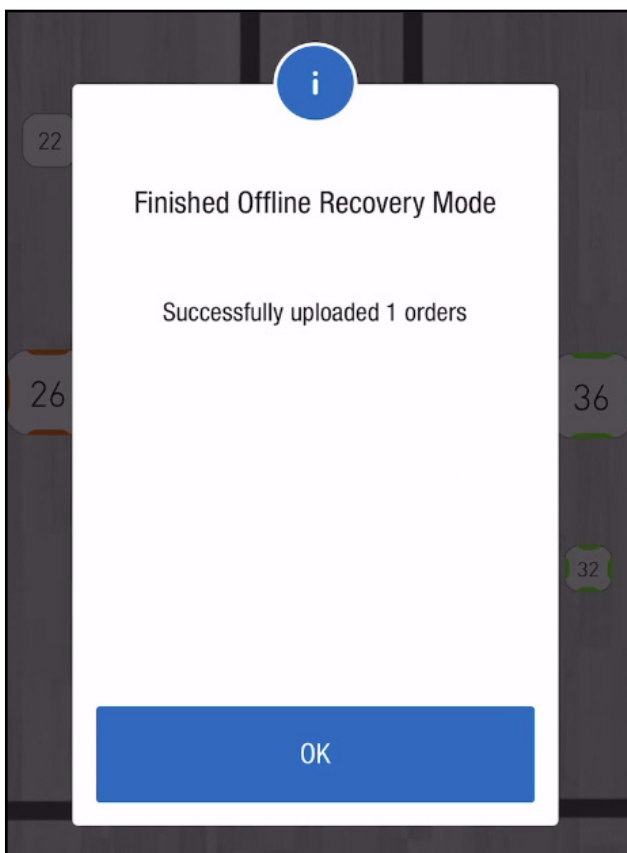 i
22
Finished Offline Recovery Mode
Successfully uploaded 1 orders
26
36
32
OK